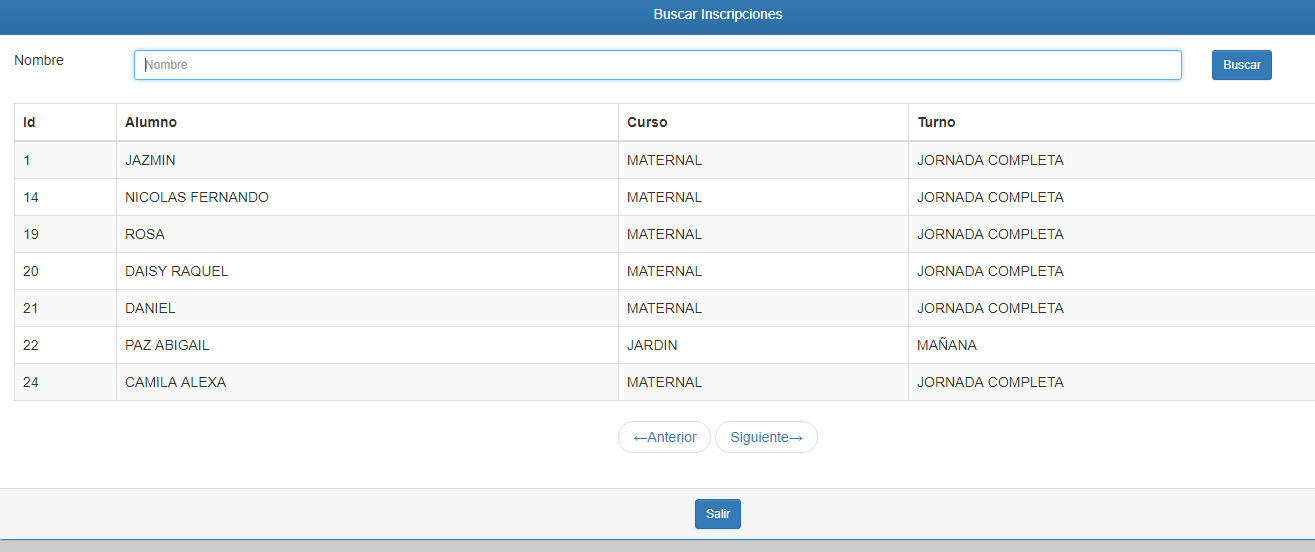 Buscar Inscripciones
Nombre Nombre Buscar
Id Alumno Curso Turno
1 JAZMIN MATERNAL JORNADA COMPLETA
14 NICOLAS FERNANDO MATERNAL JORNADA COMPLETA
19 ROSA MATERNAL JORNADA COMPLETA
20 DAISY RAQUEL MATERNAL JORNADA COMPLETA
21 DANIEL MATERNAL JORNADA COMPLETA
22 PAZ ABIGAIL JARDIN MAÑANA
24 CAMILA ALEXA MATERNAL JORNADA COMPLETA
←Anterior Siguiente→
Salir